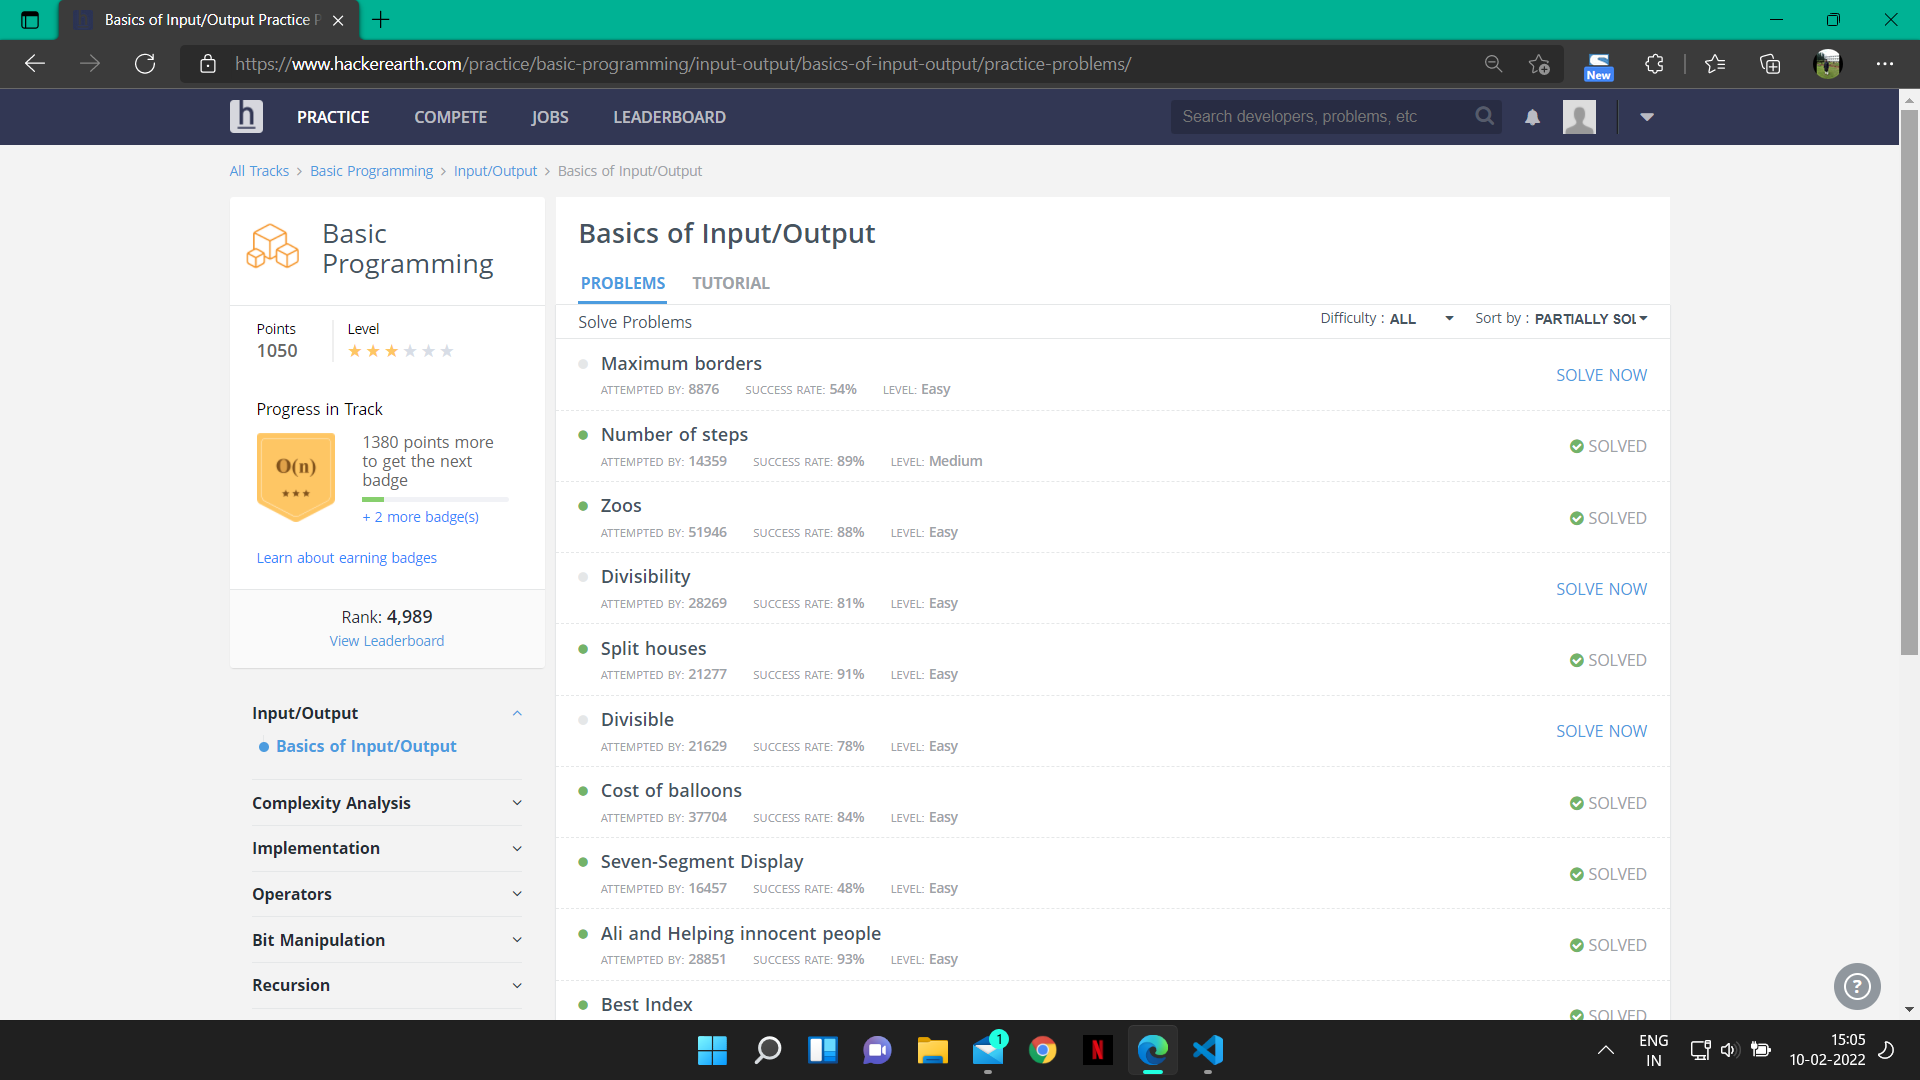 Basics of Input/Output Practice P
https://www.hackerearth.com/practice/basic-programming/input-output/basics-of-input-output/practice-problems/
New
h PRACTICE COMPETE JOBS LEADERBOARD Search developers, problems, etc
All Tracks > Basic Programming > Input/Output > Basics of Input/Output
Basic
Programming
Points
1050
Level
Progress in Track
O(n)
1380 points more
to get the next
badge
+ 2 more badge(s)
Learn about earning badges
Rank: 4,989
View Leaderboard
Input/Output
Basics of Input/Output
Complexity Analysis
Implementation
Operators
Bit Manipulation
Recursion
Basics of Input/Output
PROBLEMS TUTORIAL
Solve Problems Difficulty : ALL Sort by : PARTIALLY SOL
Maximum borders
ATTEMPTED BY: 8876 SUCCESS RATE: 54% LEVEL: Easy
SOLVE NOW
Number of steps
ATTEMPTED BY: 14359 SUCCESS RATE: 89% LEVEL: Medium
SOLVED
Zoos
ATTEMPTED BY: 51946 SUCCESS RATE: 88% LEVEL: Easy
SOLVED
Divisibility
ATTEMPTED BY: 28269 SUCCESS RATE: 81% LEVEL: Easy
SOLVE NOW
Split houses
ATTEMPTED BY: 21277 SUCCESS RATE: 91% LEVEL: Easy
SOLVED
Divisible
ATTEMPTED BY: 21629 SUCCESS RATE: 78% LEVEL: Easy
SOLVE NOW
Cost of balloons
ATTEMPTED BY: 37704 SUCCESS RATE: 84% LEVEL: Easy
SOLVED
Seven-Segment Display
ATTEMPTED BY: 16457 SUCCESS RATE: 48% LEVEL: Easy
SOLVED
Ali and Helping innocent people
ATTEMPTED BY: 28851 SUCCESS RATE: 93% LEVEL: Easy
SOLVED
Best Index
SOLVED
?
1
N
ENG
IN
15:05
10-02-2022